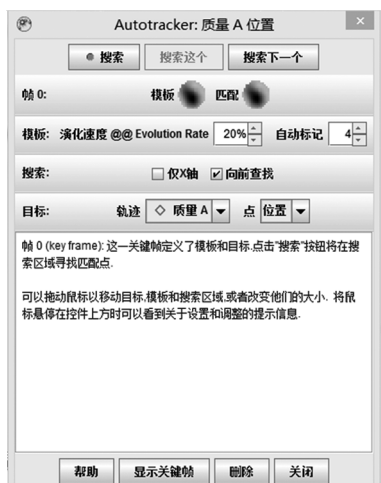 Autotracker: 质量 A 位置
搜索 搜索这个 搜索下一个
帧 0: 模板 匹配
模板: 演化速度 @@ Evolution Rate 20% 自动标记 4
搜索: 仅X轴 向前查找
目标: 轨迹 质量 A 点 位置
帧 0 (key frame): 这一关键帧定义了模板和目标.点击"搜索"按钮将在搜
索区域寻找匹配点.
可以拖动鼠标以移动目标,模板和搜索区域,或者改变他们的大小. 将鼠
标悬停在控件上方时可以看到关于设置和调整的提示信息.
帮助 显示关键帧 删除 关闭